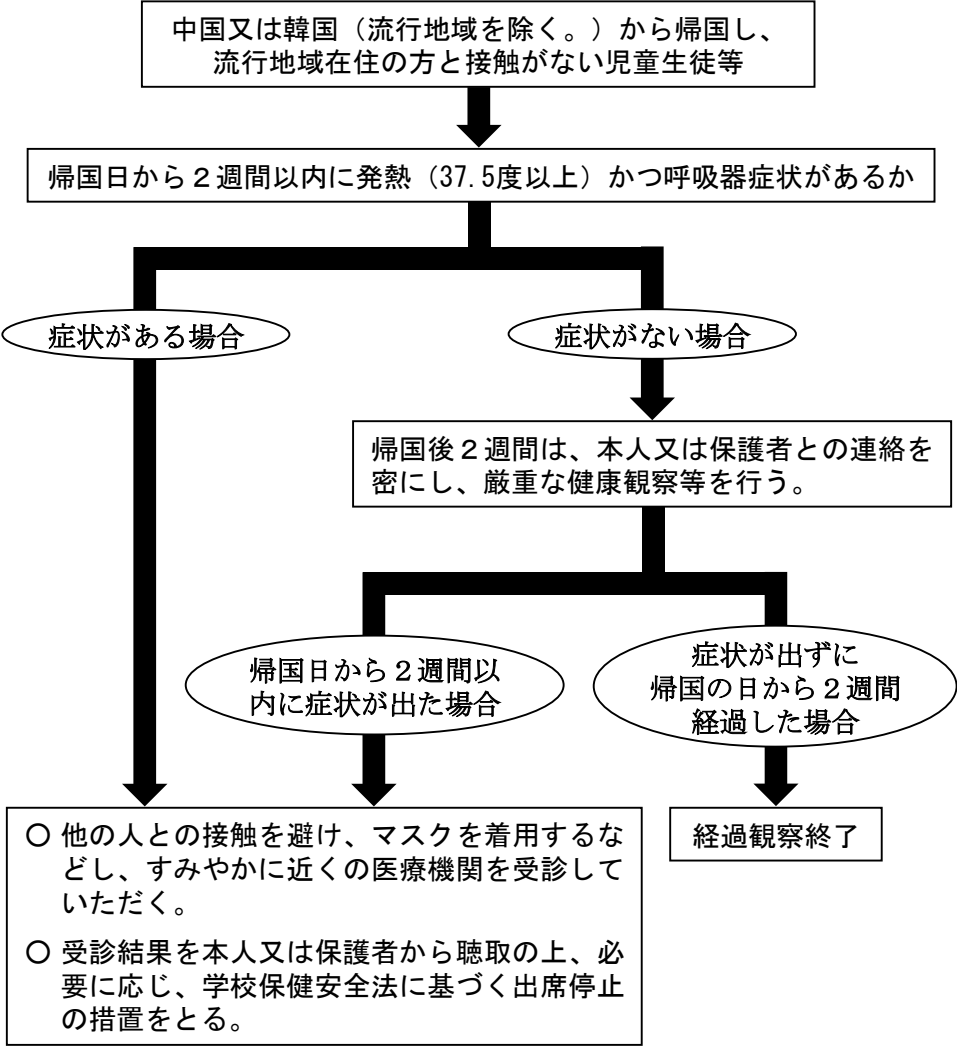 中国又は韓国（流行地域を除く。）から帰国し、
流行地域在住の方と接触がない児童生徒等
帰国日から２週間以内に発熱（37.5度以上）かつ呼吸器症状があるか
症状がある場合
症状がない場合
帰国後２週間は、本人又は保護者との連絡を
密にし、厳重な健康観察等を行う。
帰国日から２週間以
内に症状が出た場合
症状が出ずに
帰国の日から２週間
経過した場合
〇 他の人との接触を避け、マスクを着用するな
どし、すみやかに近くの医療機関を受診して
いただく。
〇 受診結果を本人又は保護者から聴取の上、必
要に応じ、学校保健安全法に基づく出席停止
の措置をとる。
経過観察終了